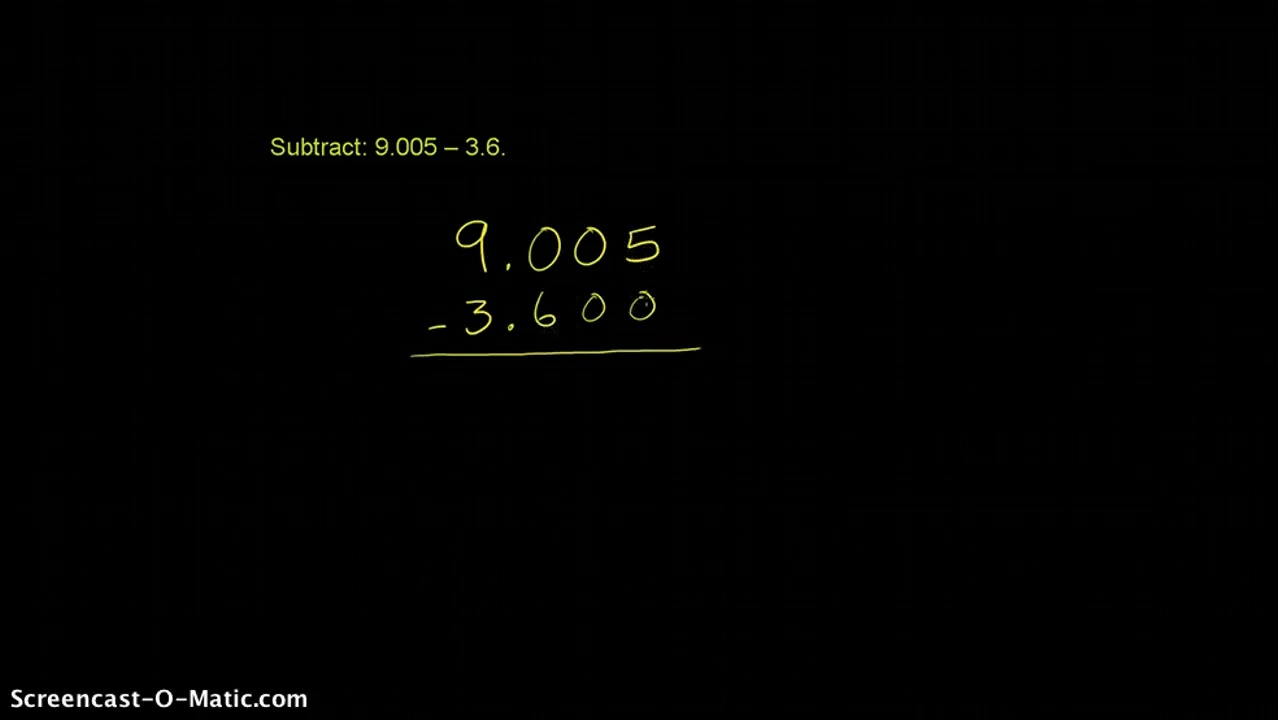 Subtract: 9.005 – 3.6.
9.005
- 3.600
Screencast-O-Matic.com